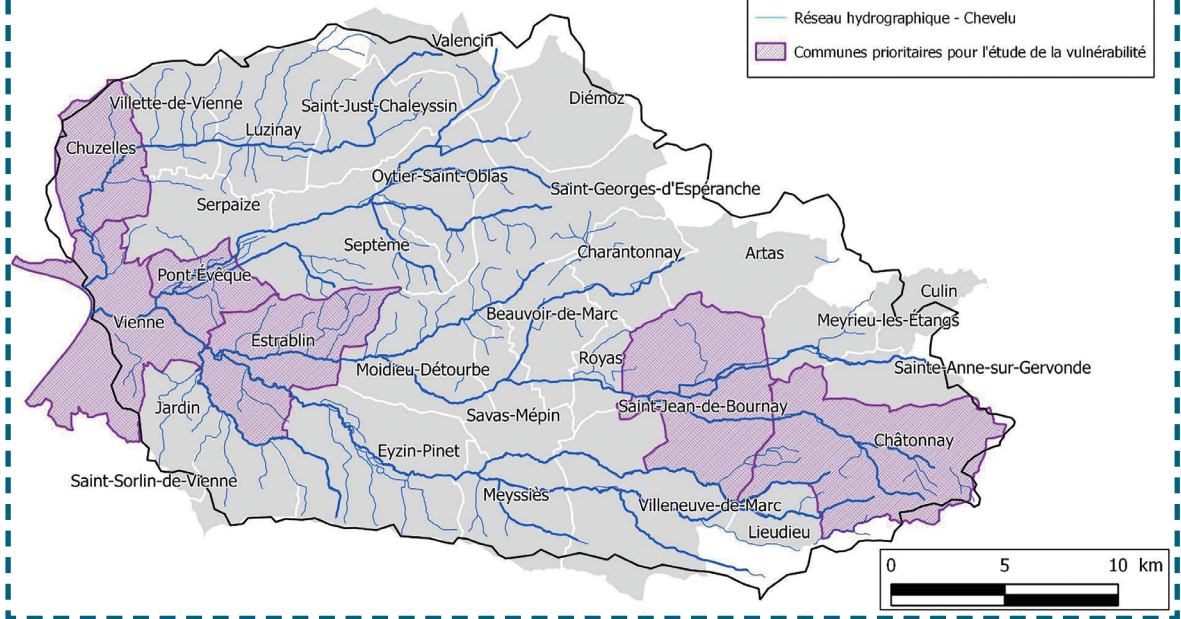 Réseau hydrographique - Chevelu
Communes prioritaires pour l'étude de la vulnérabilité
Valencin
Villette-de-Vienne
Saint-Just-Chaleyssin
Diémoz
Luzinay
Chuzelles
Oytier-Saint-Oblas
Saint-Georges-d'Espéranche
Serpaize
Septème
Charantonnay
Artas
Pont-Évêque
Culin
Vienne
Beauvoir-de-Marc
Meyrieu-les-Étangs
Estrablin
Royas
Moidieu-Détourbe
Sainte-Anne-sur-Gervonde
Jardin
Savas-Mépin
Saint-Jean-de-Bournay
Châtonnay
Eyzin-Pinet
Saint-Sorlin-de-Vienne
Meyssiès
Villeneuve-de-Marc
Lieudieu
0 5 10 km